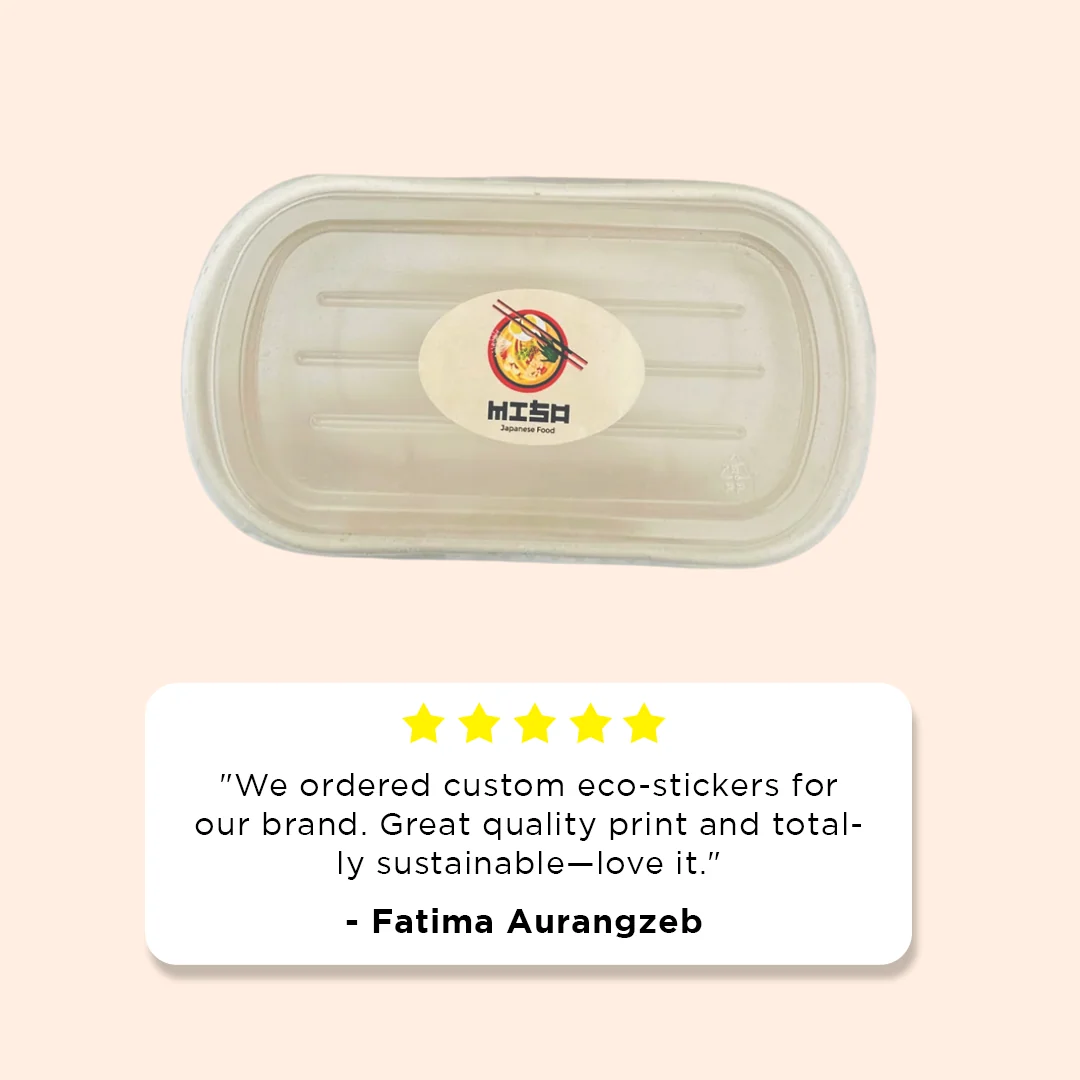 MISA
Japanese Food
"We ordered custom eco-stickers for
our brand. Great quality print and total-
ly sustainable—love it."
- Fatima Aurangzeb